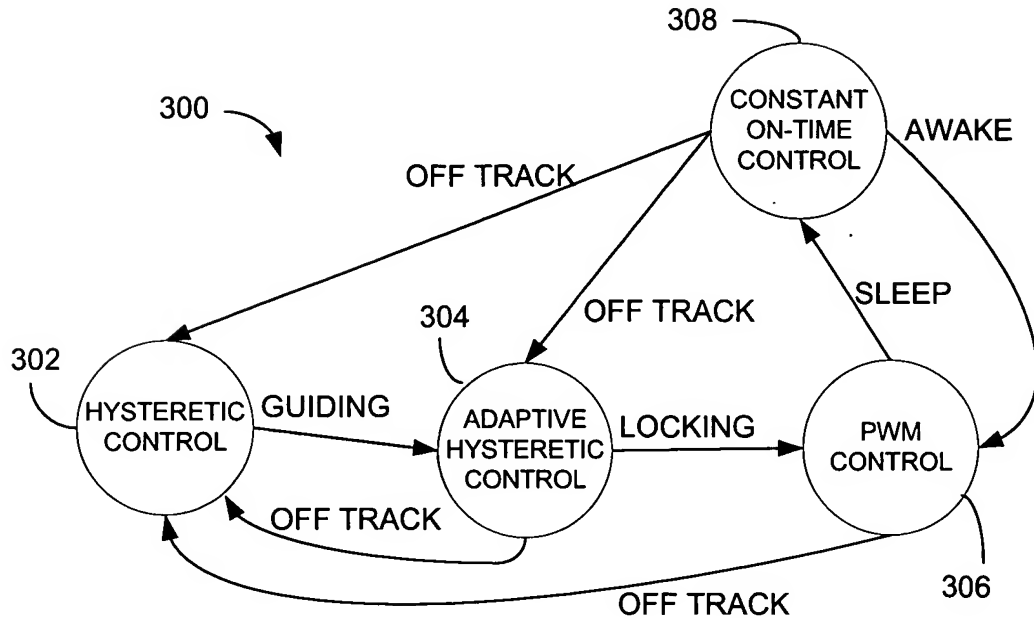 308
CONSTANT
ON-TIME
CONTROL
AWAKE
300
OFF TRACK
SLEEP
OFF TRACK
304
302
HYSTERETIC
CONTROL
GUIDING
ADAPTIVE
HYSTERETIC
CONTROL
LOCKING
PWM
CONTROL
OFF TRACK
306
OFF TRACK